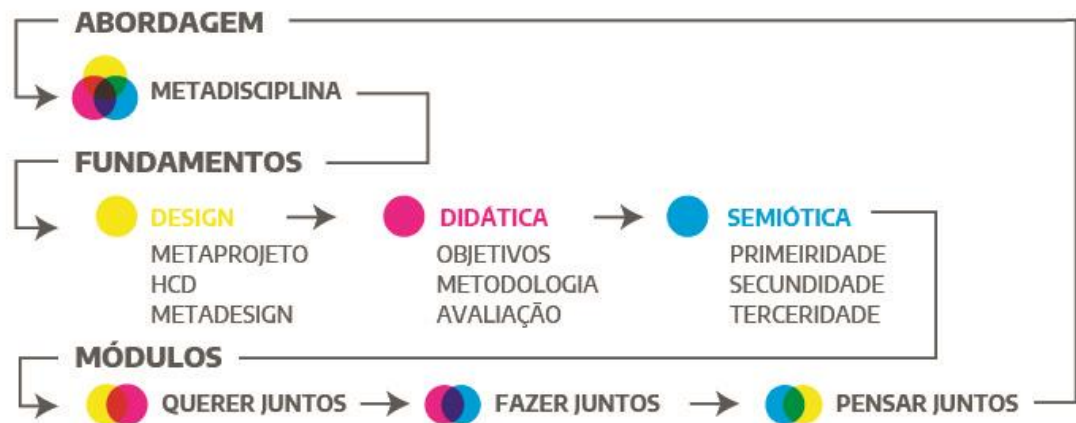 ABORDAGEM
METADISCIPLINA
FUNDAMENTOS
DESIGN DIDÁTICA SEMIÓTICA
METAPROJETO OBJETIVOS PRIMEIRIDADE
HCD METODOLOGIA SECUNDIDADE
METADESIGN AVALIAÇÃO TERCERIDADE
MÓDULOS
QUERER JUNTOS FAZER JUNTOS PENSAR JUNTOS